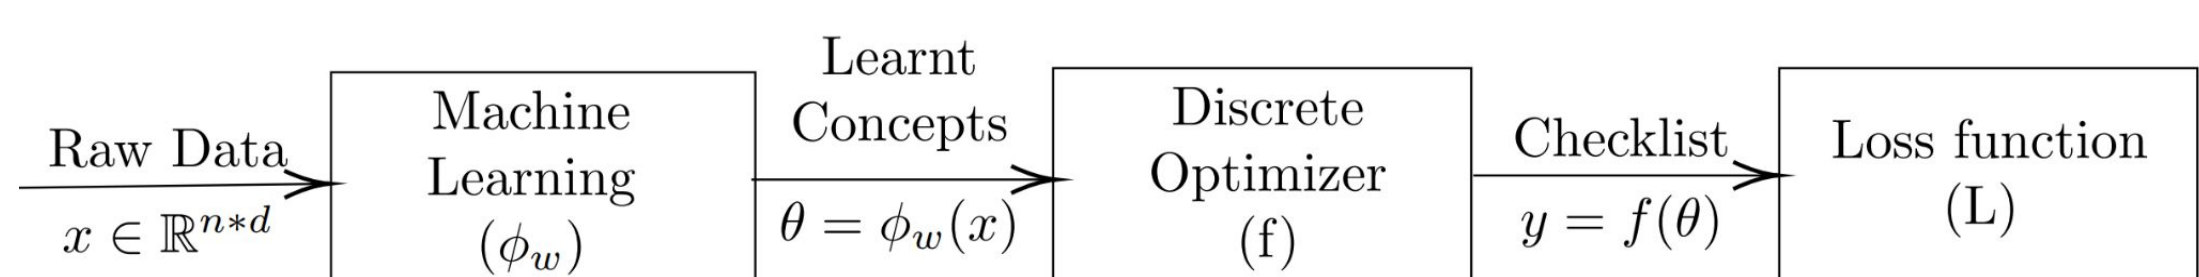 Raw Data
x ∈ ℝ^{n*d}
Machine
Learning
(ϕ_w)
Learnt
Concepts
θ = ϕ_w(x)
Discrete
Optimizer
(f)
Checklist
y = f(θ)
Loss function
(L)